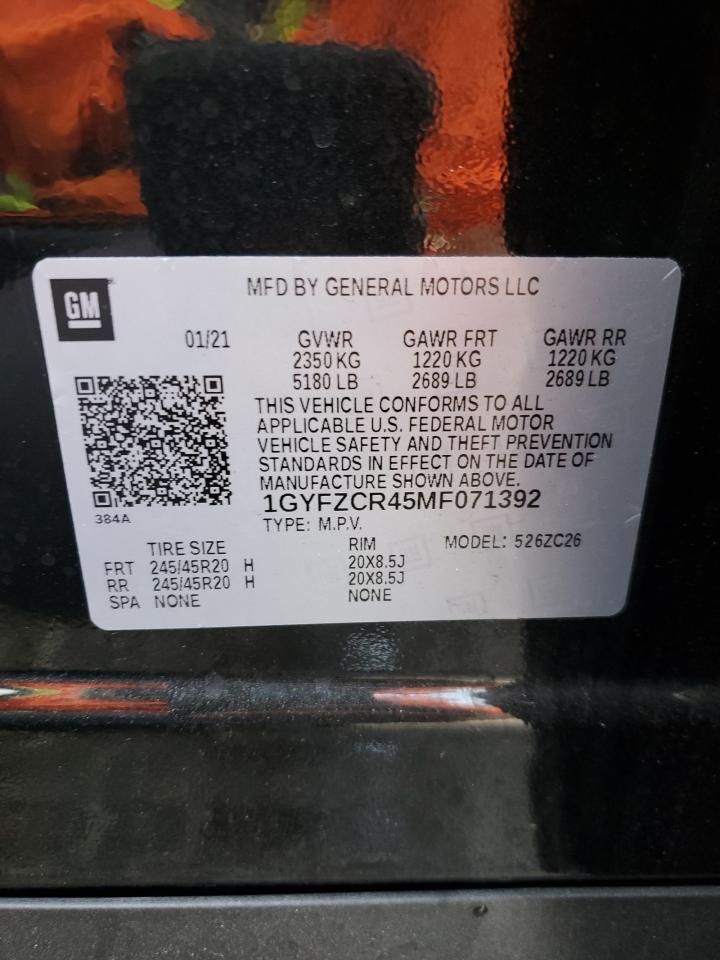 GM
MFD BY GENERAL MOTORS LLC
01/21 GVWR GAWR FRT GAWR RR
2350 KG 1220 KG 1220 KG
5180 LB 2689 LB 2689 LB
THIS VEHICLE CONFORMS TO ALL
APPLICABLE U.S. FEDERAL MOTOR
VEHICLE SAFETY AND THEFT PREVENTION
STANDARDS IN EFFECT ON THE DATE OF
MANUFACTURE SHOWN ABOVE.
1GYFZCR45MF071392
384A
TYPE: M.P.V.
TIRE SIZE RIM MODEL: 526ZC26
FRT 245/45R20 H 20X8.5J
RR 245/45R20 H 20X8.5J
SPA NONE NONE